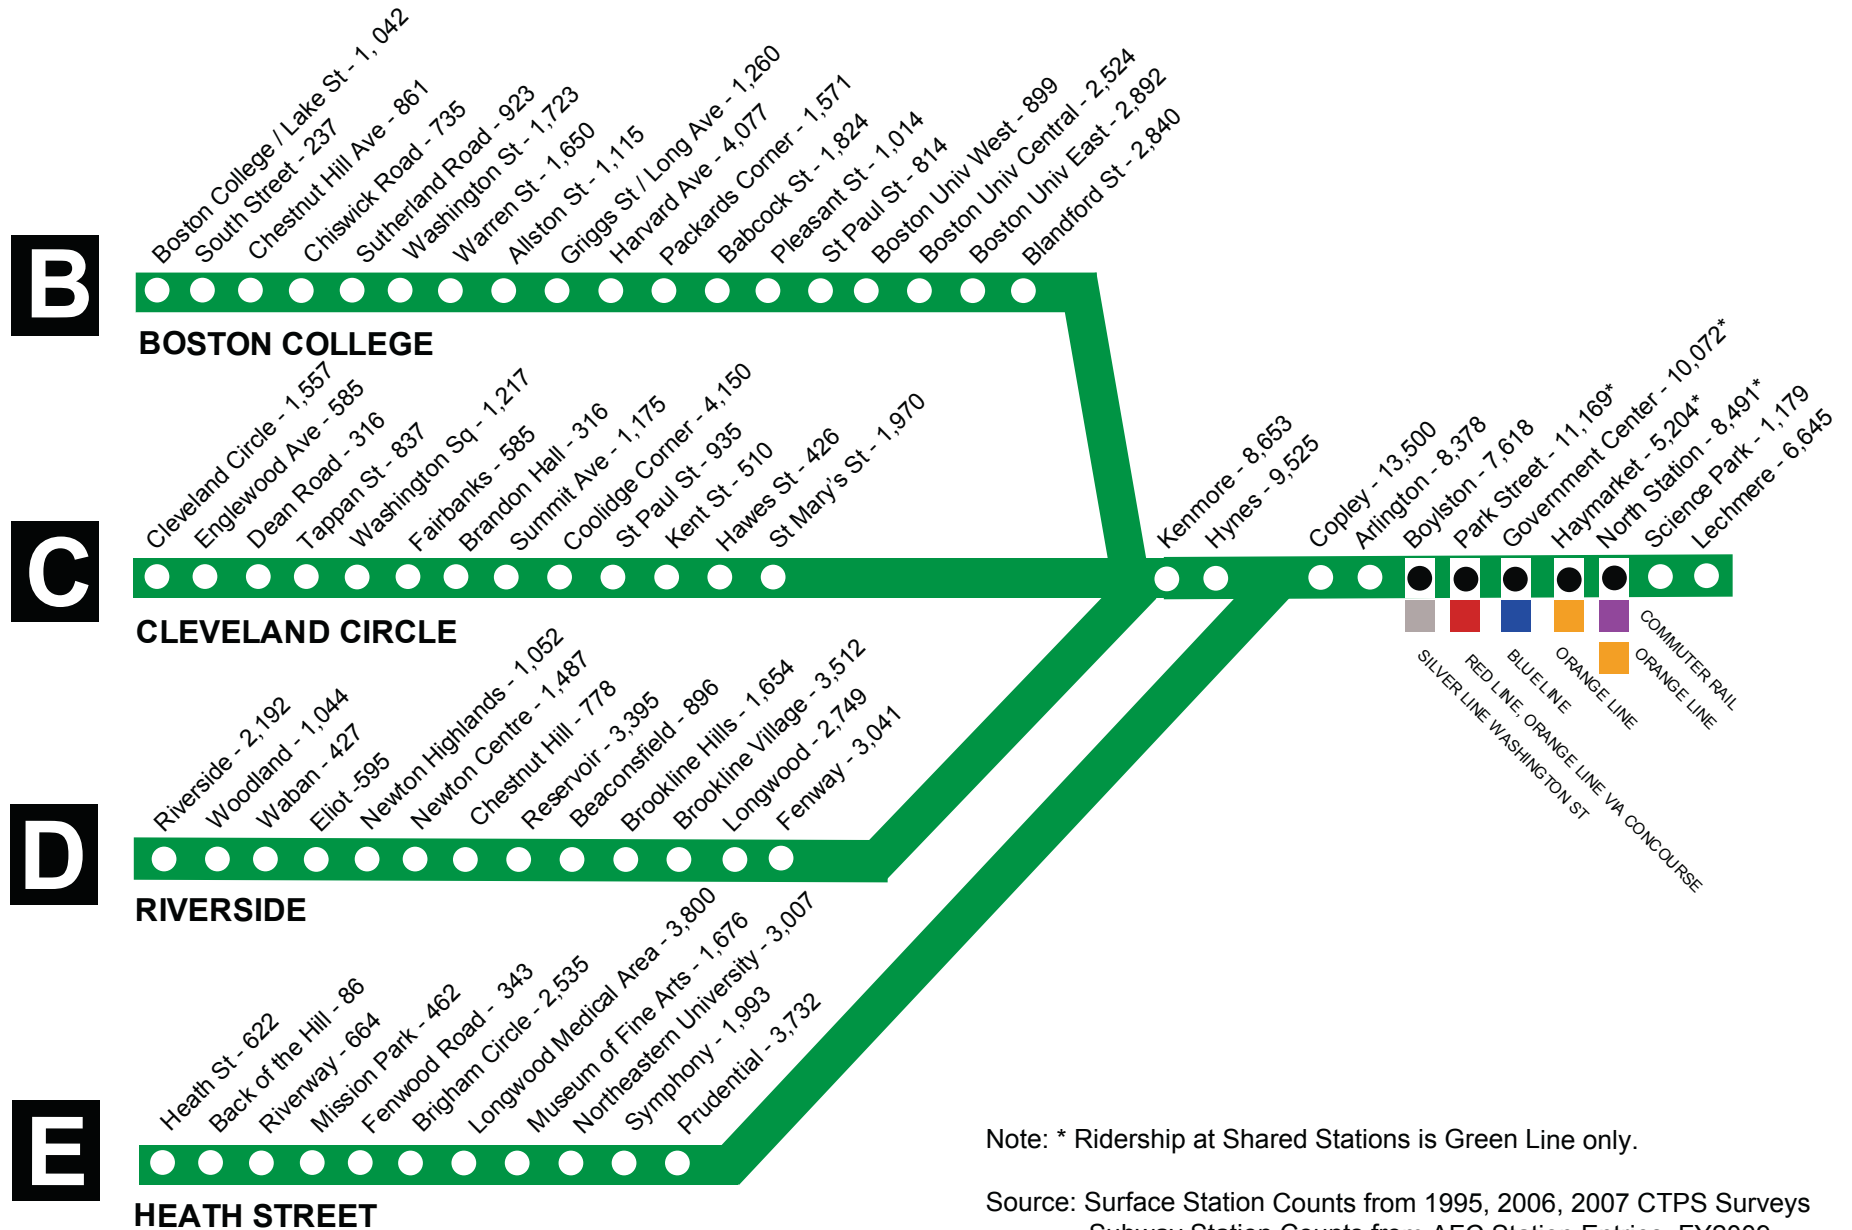 B
Boston College / Lake St - 1, 042
South Street - 237
Chestnut Hill Ave - 861
Chiswick Road - 735
Sutherland Road - 923
Washington St - 1,723
Warren St - 1,650
Allston St - 1,115
Griggs St / Long Ave - 1,260
Harvard Ave - 4,077
Packards Corner - 1,571
Babcock St - 1,824
Pleasant St - 1,014
St Paul St - 814
Boston Univ West - 899
Boston Univ Central - 2,524
Boston Univ East - 2,892
Blandford St - 2,840
BOSTON COLLEGE
C
Cleveland Circle - 1,557
Englewood Ave - 585
Dean Road - 316
Tappan St - 837
Washington Sq - 1,217
Fairbanks - 585
Brandon Hall - 316
Summit Ave - 1,175
Coolidge Corner - 4,150
St Paul St - 935
Kent St - 510
Hawes St - 426
St Mary's St - 1,970
CLEVELAND CIRCLE
Kenmore - 8,653
Hynes - 9,525
Copley - 13,500
Arlington - 8,378
Boylston - 7,618
Park Street - 11,169*
Government Center - 10,072*
Haymarket - 5,204*
North Station - 8,491*
Science Park - 1,179
Lechmere - 6,645
SILVER LINE WASHINGTON ST
RED LINE, ORANGE LINE VIA CONCOURSE
BLUE LINE
ORANGE LINE
COMMUTER RAIL
ORANGE LINE
D
Riverside - 2,192
Woodland - 1,044
Waban - 427
Eliot -595
Newton Highlands - 1,052
Newton Centre - 1,487
Chestnut Hill - 778
Reservoir - 3,395
Beaconsfield - 896
Brookline Hills - 1,654
Brookline Village - 3,512
Longwood - 2,749
Fenway - 3,041
RIVERSIDE
E
Heath St - 622
Back of the Hill - 86
Riverway - 664
Mission Park - 462
Fenwood Road - 343
Brigham Circle - 2,535
Longwood Medical Area - 3,800
Museum of Fine Arts - 1,676
Northeastern University - 3,007
Symphony - 1,993
Prudential - 3,732
HEATH STREET
Note: * Ridership at Shared Stations is Green Line only.
Source: Surface Station Counts from 1995, 2006, 2007 CTPS Surveys
Subway Station Counts from AFC Station Entries, FY2009